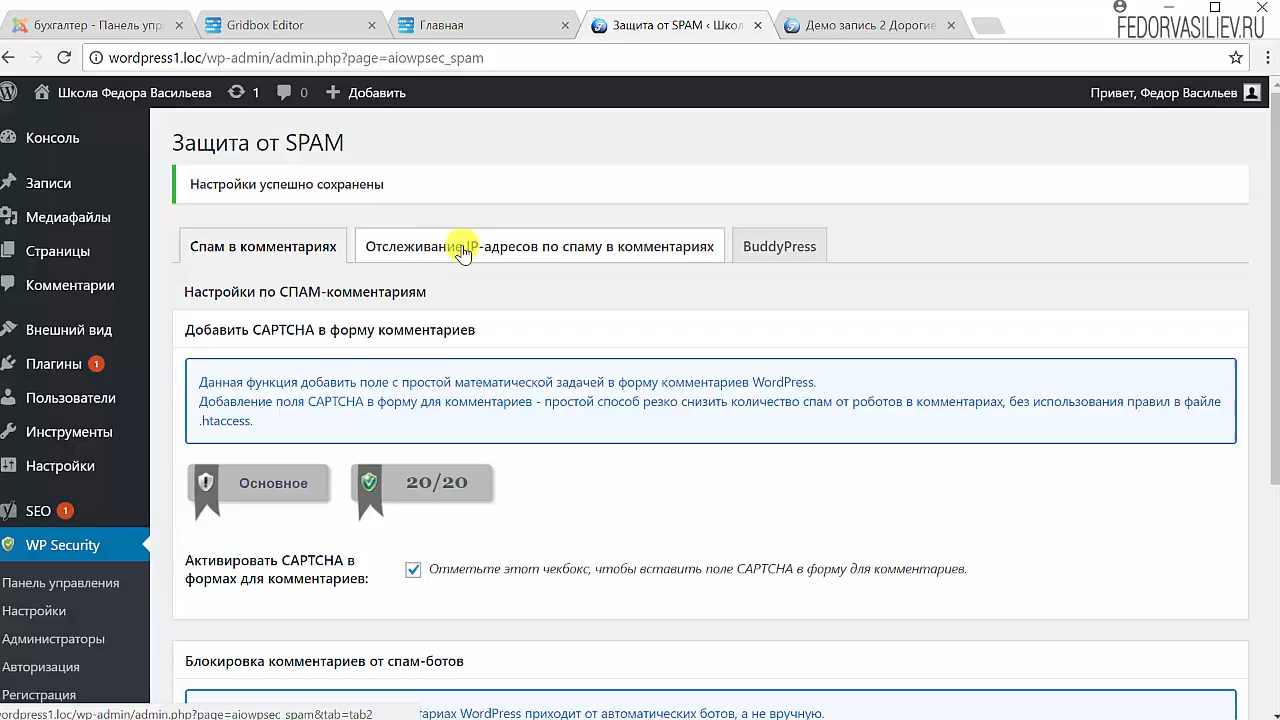 бухгалтер - Панель упр
Gridbox Editor
Главная
Защита от SPAM ‹ Школ
Демо запись 2 Дорогие
FEDORVASILIEV.RU
wordpress1.loc/wp-admin/admin.php?page=aiowpsec_spam
Школа Федора Васильева
1
0
Добавить
Привет, Федор Васильев
Консоль
Записи
Медиафайлы
Страницы
Комментарии
Внешний вид
Плагины 1
Пользователи
Инструменты
Настройки
SEO 1
WP Security
Панель управления
Настройки
Администраторы
Авторизация
Регистрация
Защита от SPAM
Настройки успешно сохранены
Спам в комментариях
Отслеживание IP-адресов по спаму в комментариях
BuddyPress
Настройки по СПАМ-комментариям
Добавить CAPTCHA в форму комментариев
Данная функция добавить поле с простой математической задачей в форму комментариев WordPress.
Добавление поля CAPTCHA в форму для комментариев - простой способ резко снизить количество спам от роботов в комментариях, без использования правил в файле
.htaccess.
Основное
20/20
Активировать CAPTCHA в
формах для комментариев:
Отметьте этот чекбокс, чтобы вставить поле CAPTCHA в форму для комментариев.
Блокировка комментариев от спам-ботов
тариях WordPress приходит от автоматических ботов, а не вручную.
wordpress1.loc/wp-admin/admin.php?page=aiowpsec_spam&tab=tab2